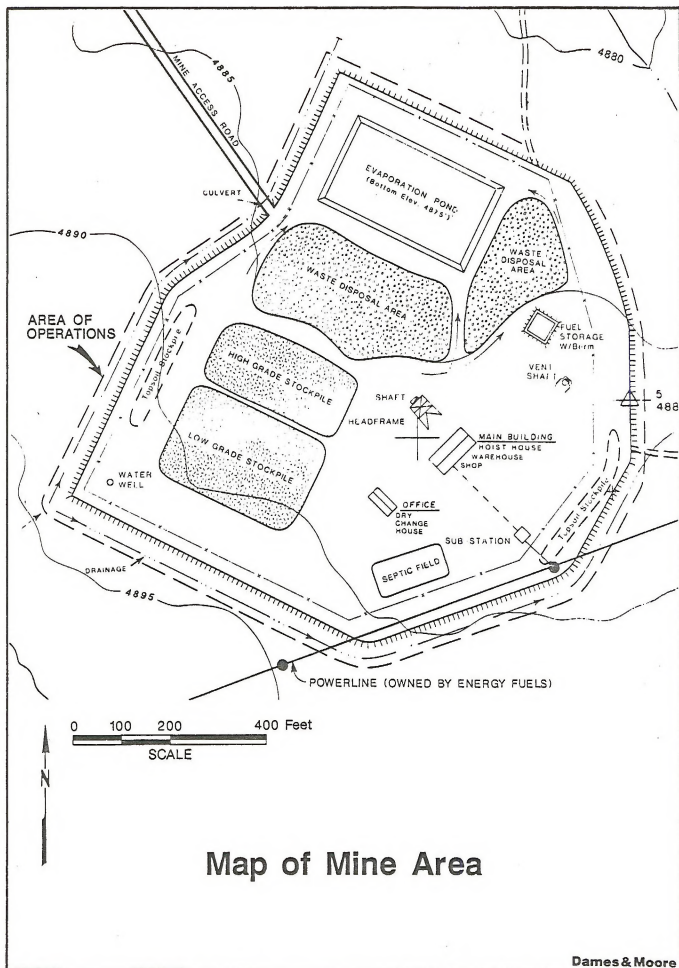 4885
4880
MINE ACCESS ROAD
CULVERT
EVAPORATION POND
(Bottom Elev. 4875')
4890
WASTE DISPOSAL AREA
WASTE
DISPOSAL
AREA
AREA OF
OPERATIONS
Topsoil Stockpile
FUEL
STORAGE
W/Berm
HIGH GRADE STOCKPILE
VENT
SHAFT
SHAFT
HEADFRAME
5
488
LOW GRADE STOCKPILE
MAIN BUILDING
HOIST HOUSE
WAREHOUSE
SHOP
WATER
WELL
OFFICE
DRY
CHANGE
HOUSE
Topsoil Stockpile
SUB STATION
DRAINAGE
SEPTIC FIELD
4895
POWERLINE (OWNED BY ENERGY FUELS)
0 100 200 400 Feet
SCALE
N
Map of Mine Area
Dames & Moore